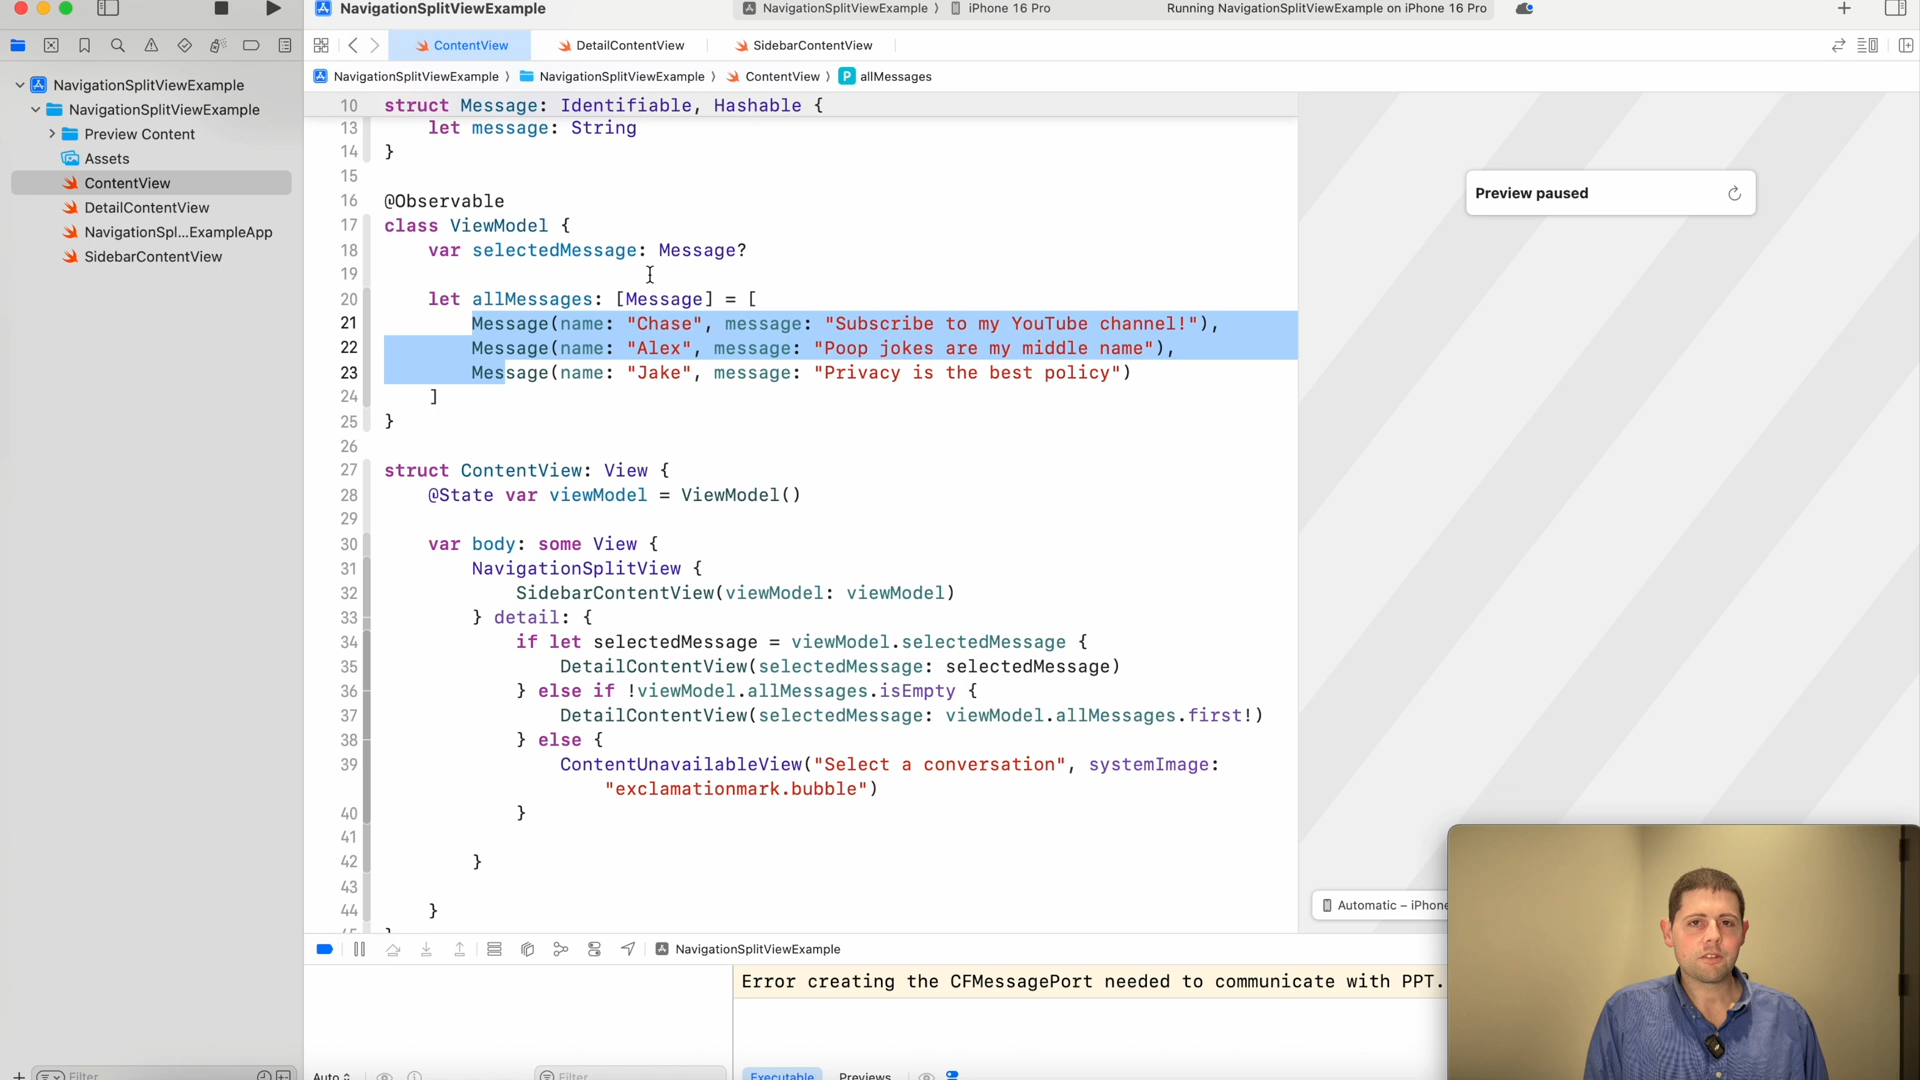 NavigationSplitViewExample
NavigationSplitViewExample 〉 iPhone 16 Pro
Running NavigationSplitViewExample on iPhone 16 Pro
ContentView
DetailContentView
SidebarContentView
NavigationSplitViewExample 〉 NavigationSplitViewExample 〉 ContentView 〉 P allMessages
NavigationSplitViewExample
NavigationSplitViewExample
Preview Content
Assets
ContentView
DetailContentView
NavigationSpl...ExampleApp
SidebarContentView
Filter
10 struct Message: Identifiable, Hashable {
13 let message: String
14 }
15
16 @Observable
17 class ViewModel {
18 var selectedMessage: Message?
19
20 let allMessages: [Message] = [
21 Message(name: "Chase", message: "Subscribe to my YouTube channel!"),
22 Message(name: "Alex", message: "Poop jokes are my middle name"),
23 Message(name: "Jake", message: "Privacy is the best policy")
24 ]
25 }
26
27 struct ContentView: View {
28 @State var viewModel = ViewModel()
29
30 var body: some View {
31 NavigationSplitView {
32 SidebarContentView(viewModel: viewModel)
33 } detail: {
34 if let selectedMessage = viewModel.selectedMessage {
35 DetailContentView(selectedMessage: selectedMessage)
36 } else if !viewModel.allMessages.isEmpty {
37 DetailContentView(selectedMessage: viewModel.allMessages.first!)
38 } else {
39 ContentUnavailableView("Select a conversation", systemImage:
"exclamationmark.bubble")
40 }
41
42 }
43
44 }
Preview paused
Automatic – iPhone
NavigationSplitViewExample
Error creating the CFMessagePort needed to communicate with PPT.
Auto
Filter
Executable
Previews